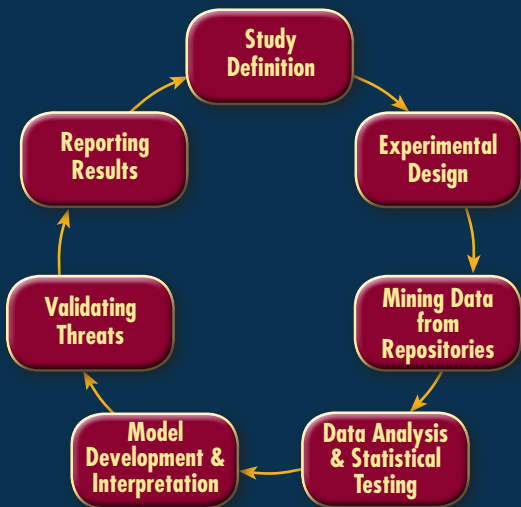 Study
Definition
Experimental
Design
Mining Data
from
Repositories
Data Analysis
& Statistical
Testing
Model
Development &
Interpretation
Validating
Threats
Reporting
Results